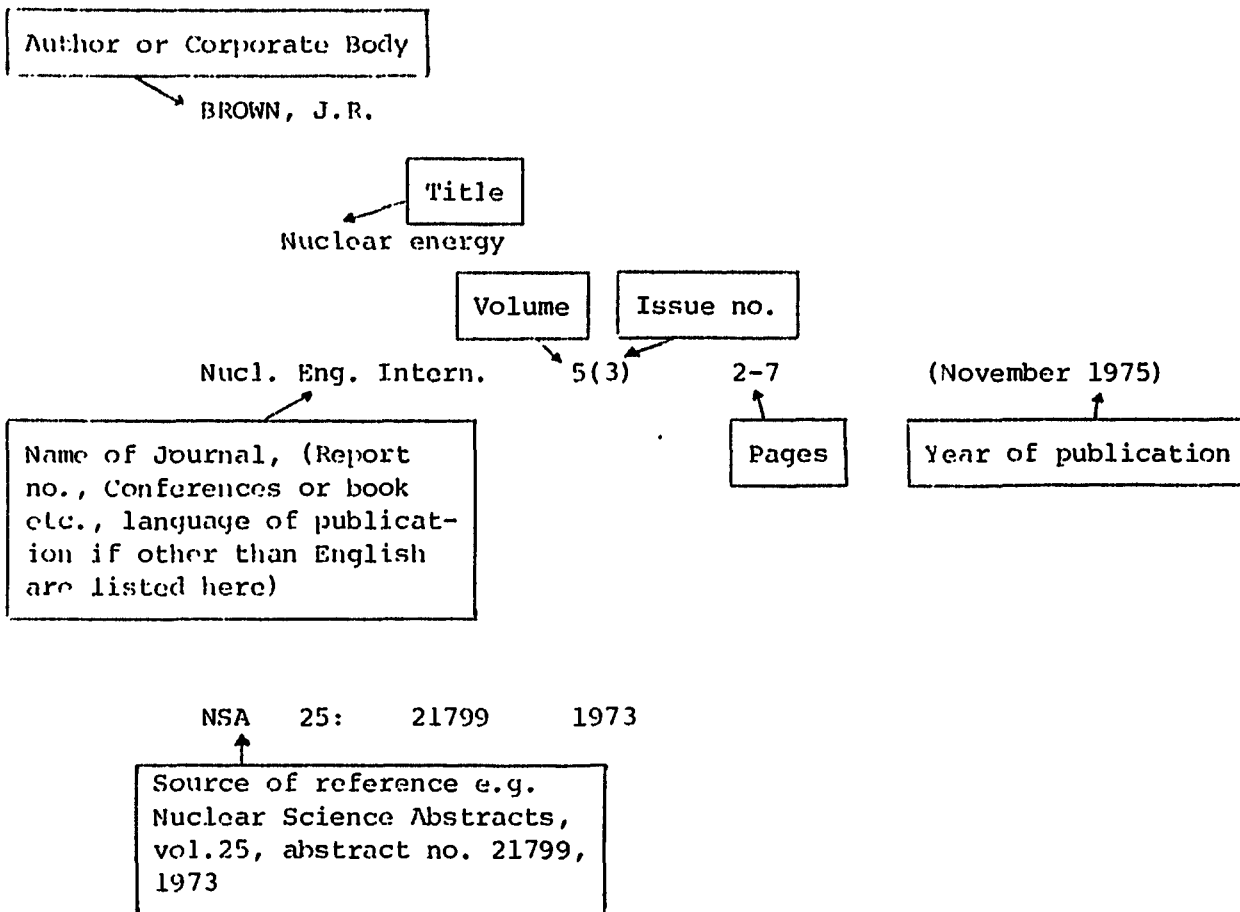 Author or Corporate Body
BROWN, J.R.
Title
Nuclear energy
Volume Issue no.
Nucl. Eng. Intern. 5(3) 2-7 (November 1975)
Name of Journal, (Report
no., Conferences or book
etc., language of publicat-
ion if other than English
are listed here)
Pages
Year of publication
NSA 25: 21799 1973
Source of reference e.g.
Nuclear Science Abstracts,
vol.25, abstract no. 21799,
1973